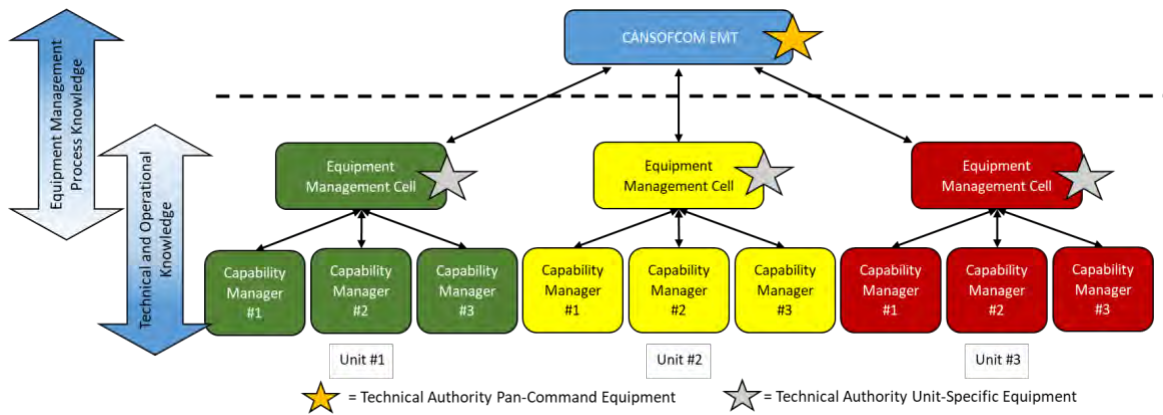 CANSOFCOM EMT
Equipment Management
Process Knowledge
Technical and Operational
Knowledge
Equipment
Management Cell
Equipment
Management Cell
Equipment
Management Cell
Capability
Manager
#1
Capability
Manager
#2
Capability
Manager
#3
Capability
Manager
#1
Capability
Manager
#2
Capability
Manager
#3
Capability
Manager
#1
Capability
Manager
#2
Capability
Manager
#3
Unit #1
Unit #2
Unit #3
= Technical Authority Pan-Command Equipment
= Technical Authority Unit-Specific Equipment